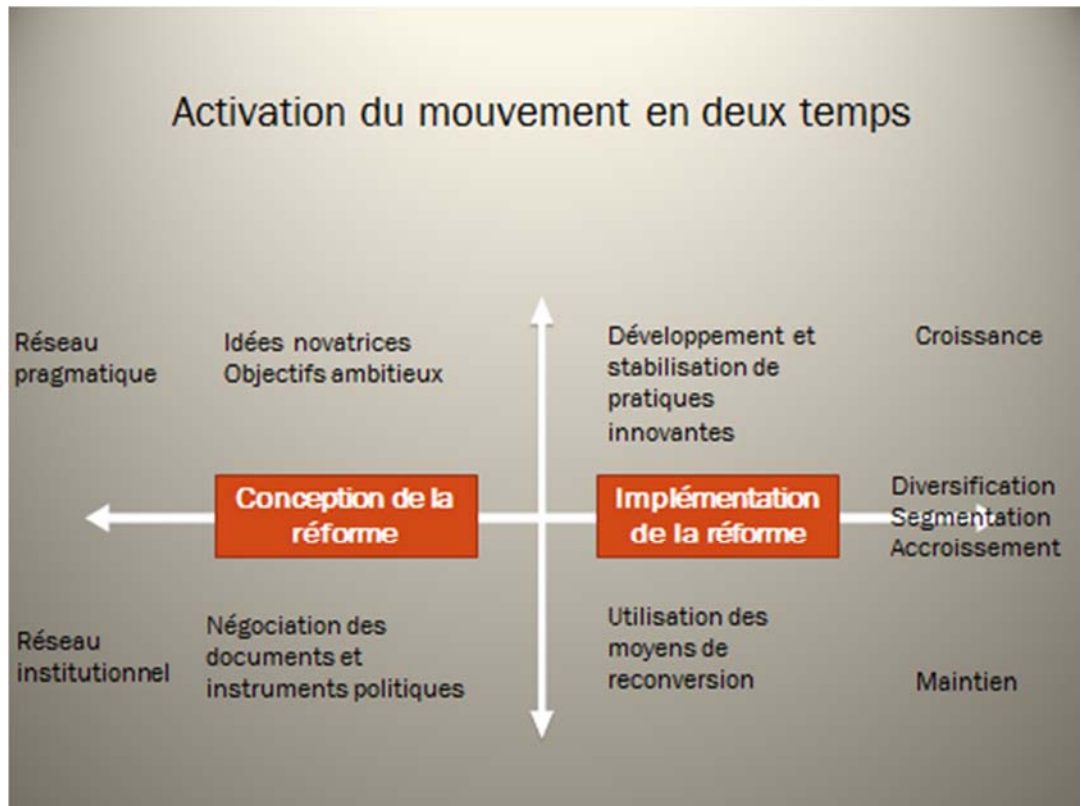 Activation du mouvement en deux temps
Réseau
pragmatique
Idées novatrices
Objectifs ambitieux
Développement et
stabilisation de
pratiques
innovantes
Croissance
Conception de la
réforme
Implémentation
de la réforme
Diversification
Segmentation
Accroissement
Réseau
institutionnel
Négociation des
documents et
instruments politiques
Utilisation des
moyens de
reconversion
Maintien